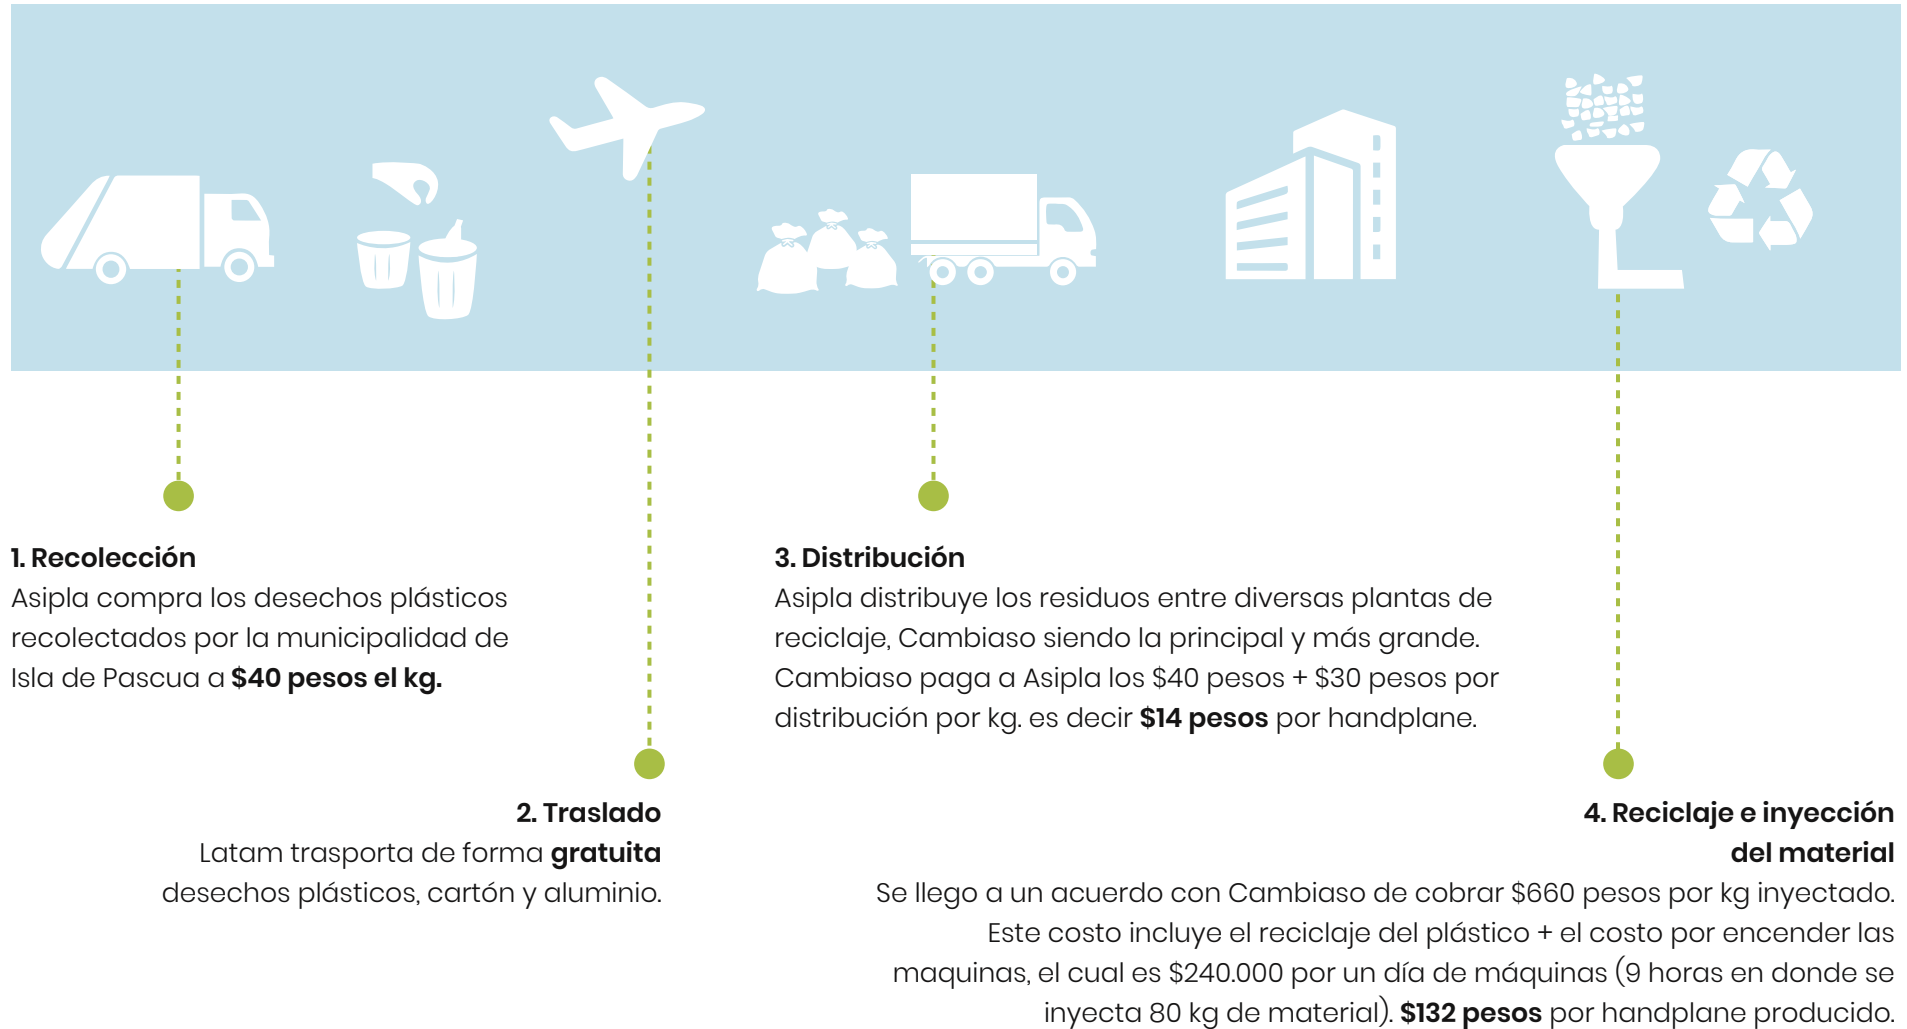 1. Recolección
Asipla compra los desechos plásticos
recolectados por la municipalidad de
Isla de Pascua a $40 pesos el kg.
2. Traslado
Latam trasporta de forma gratuita
desechos plásticos, cartón y aluminio.
3. Distribución
Asipla distribuye los residuos entre diversas plantas de
reciclaje, Cambiaso siendo la principal y más grande.
Cambiaso paga a Asipla los $40 pesos + $30 pesos por
distribución por kg. es decir $14 pesos por handplane.
4. Reciclaje e inyección
del material
Se llego a un acuerdo con Cambiaso de cobrar $660 pesos por kg inyectado.
Este costo incluye el reciclaje del plástico + el costo por encender las
maquinas, el cual es $240.000 por un día de máquinas (9 horas en donde se
inyecta 80 kg de material). $132 pesos por handplane producido.